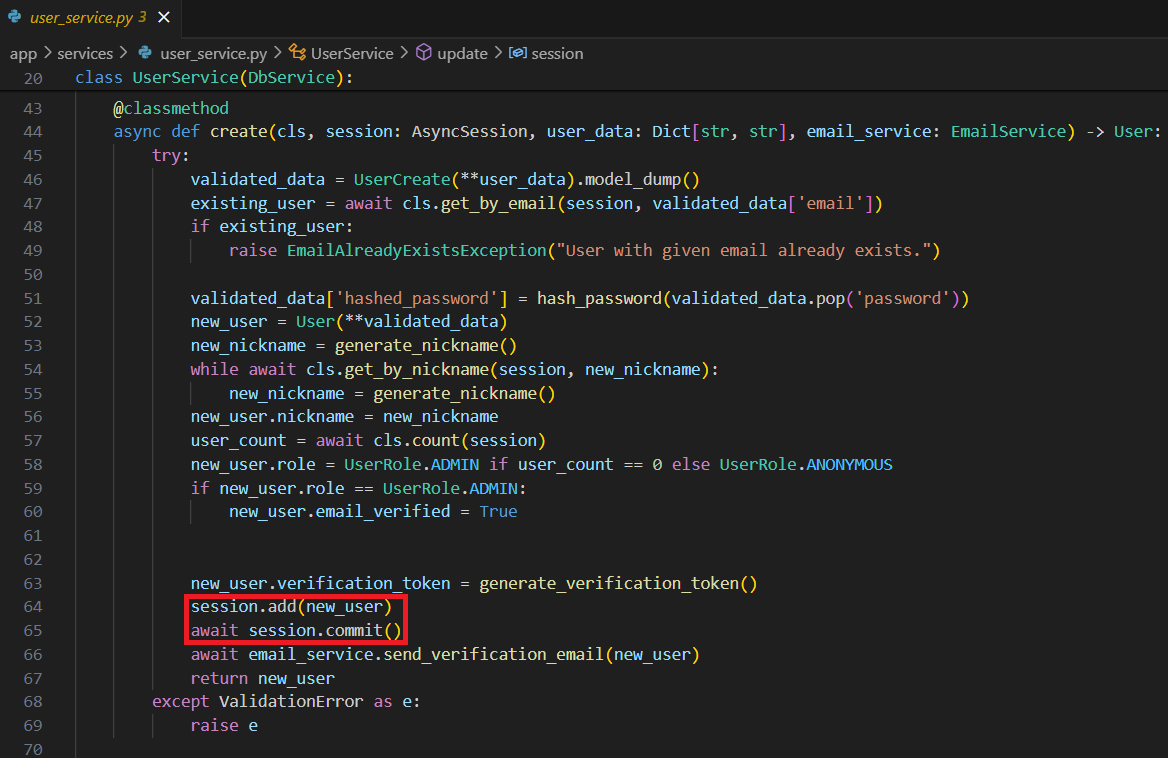 user_service.py 3
app > services > user_service.py > UserService > update > session
20 class UserService(DbService):
43 @classmethod
44 async def create(cls, session: AsyncSession, user_data: Dict[str, str], email_service: EmailService) -> User:
45 try:
46 validated_data = UserCreate(**user_data).model_dump()
47 existing_user = await cls.get_by_email(session, validated_data['email'])
48 if existing_user:
49 raise EmailAlreadyExistsException("User with given email already exists.")
50
51 validated_data['hashed_password'] = hash_password(validated_data.pop('password'))
52 new_user = User(**validated_data)
53 new_nickname = generate_nickname()
54 while await cls.get_by_nickname(session, new_nickname):
55 new_nickname = generate_nickname()
56 new_user.nickname = new_nickname
57 user_count = await cls.count(session)
58 new_user.role = UserRole.ADMIN if user_count == 0 else UserRole.ANONYMOUS
59 if new_user.role == UserRole.ADMIN:
60 new_user.email_verified = True
61
62
63 new_user.verification_token = generate_verification_token()
64 session.add(new_user)
65 await session.commit()
66 await email_service.send_verification_email(new_user)
67 return new_user
68 except ValidationError as e:
69 raise e
70